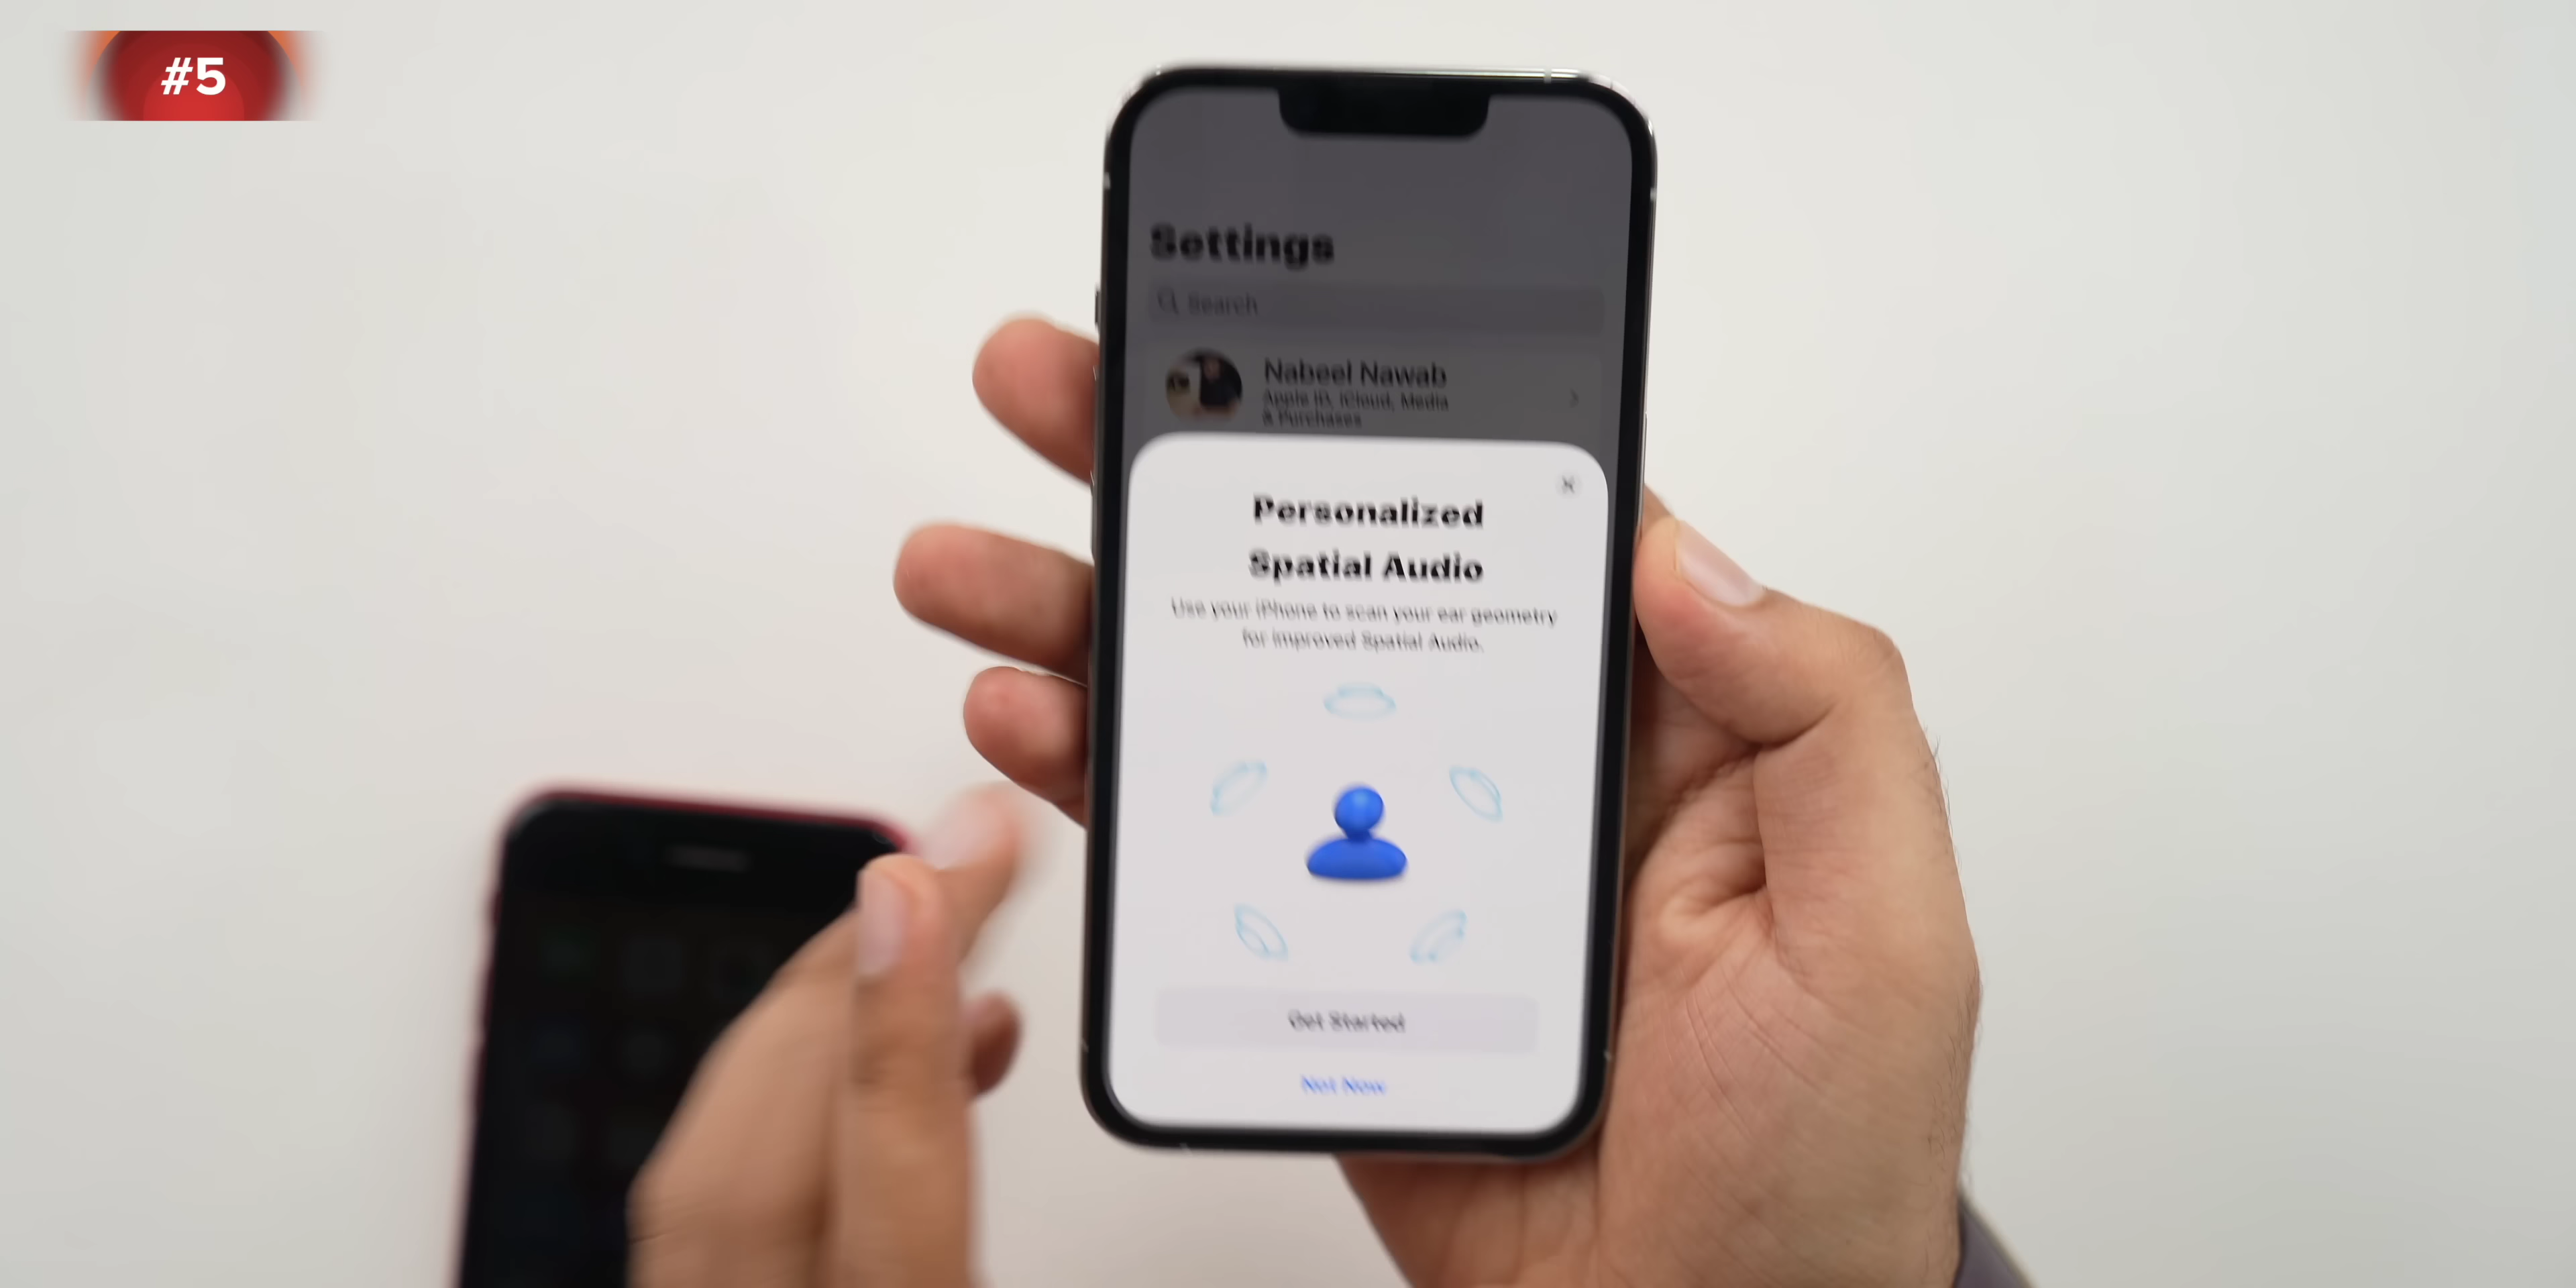 #5
Settings
Search
Nabeel Nawab
Apple ID, iCloud, Media
& Purchases
Personalized
Spatial Audio
Use your iPhone to scan your ear geometry
for improved Spatial Audio.
Get Started
Not Now